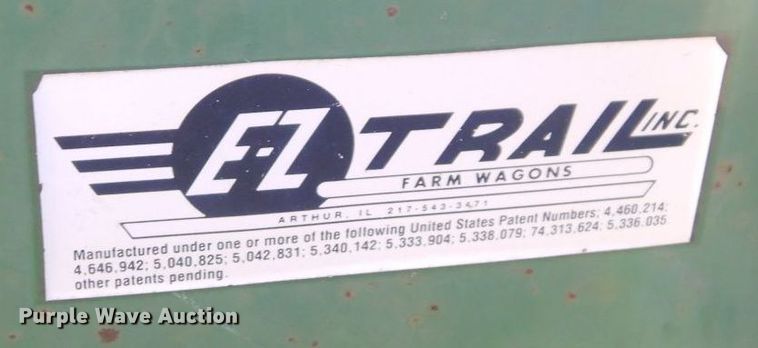 E-Z TRAIL INC.
FARM WAGONS
ARTHUR, IL 217-543-3471
Manufactured under one or more of the following United States Patent Numbers; 4,460,214;
4,646,942; 5,040,825; 5,042,831; 5,340,142; 5,333,904; 5,338,079; 74,313,624; 5,336,035
other patents pending.
Purple Wave Auction